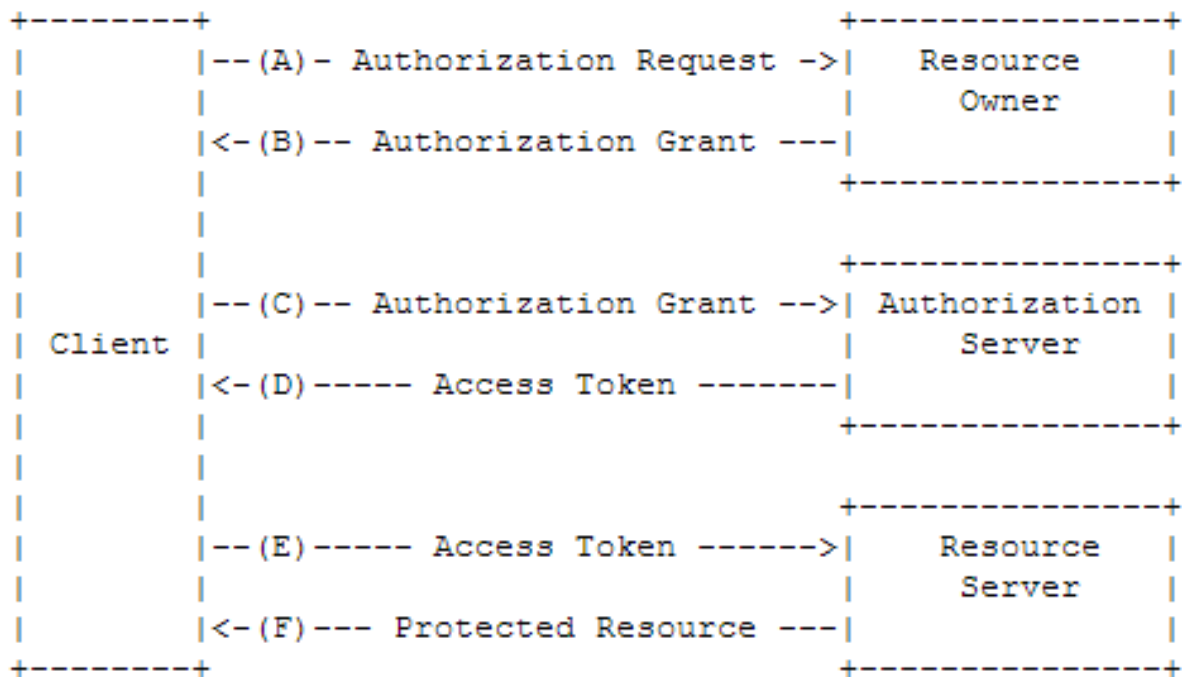 +--------+                               +---------------+
|        |--(A)- Authorization Request ->|   Resource    |
|        |                               |     Owner     |
|        |<-(B)-- Authorization Grant ---|               |
|        |                               +---------------+
|        |
|        |                               +---------------+
|        |--(C)-- Authorization Grant -->| Authorization |
| Client |                               |     Server    |
|        |<-(D)----- Access Token -------|               |
|        |                               +---------------+
|        |
|        |                               +---------------+
|        |--(E)----- Access Token ------>|    Resource   |
|        |                               |     Server    |
|        |<-(F)--- Protected Resource ---|               |
+--------+                               +---------------+